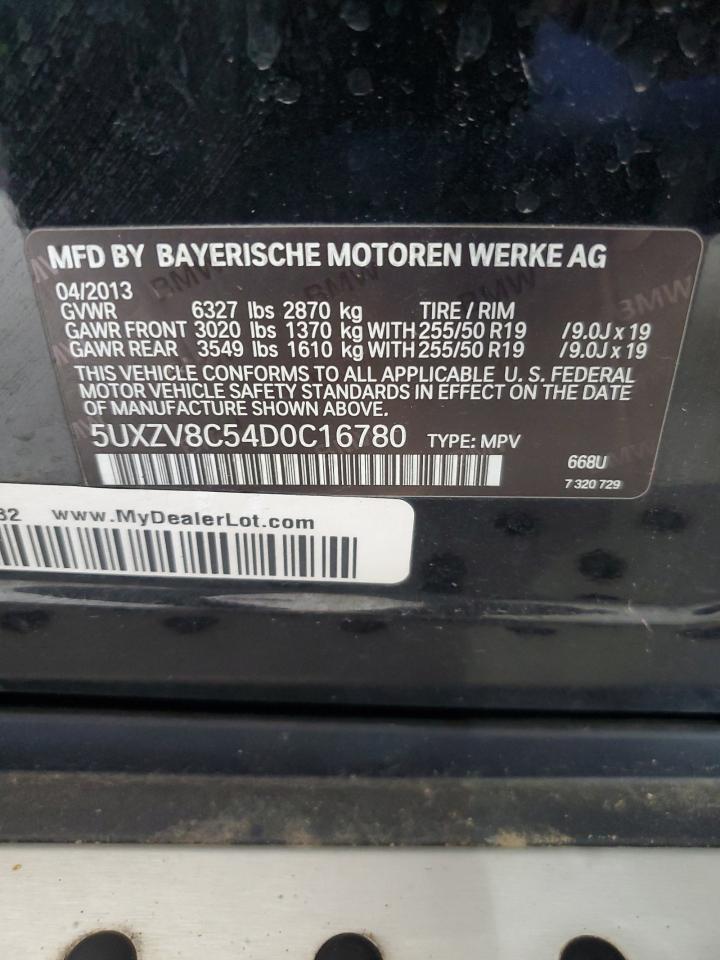 MFD BY BAYERISCHE MOTOREN WERKE AG
04/2013
GVWR 6327 lbs 2870 kg TIRE / RIM
GAWR FRONT 3020 lbs 1370 kg WITH 255/50 R19 /9.0J x 19
GAWR REAR 3549 lbs 1610 kg WITH 255/50 R19 /9.0J x 19
THIS VEHICLE CONFORMS TO ALL APPLICABLE U. S. FEDERAL
MOTOR VEHICLE SAFETY STANDARDS IN EFFECT ON THE DATE
OF MANUFACTURE SHOWN ABOVE.
5UXZV8C54D0C16780 TYPE: MPV
668U
7 320 729
32 www.MyDealerLot.com